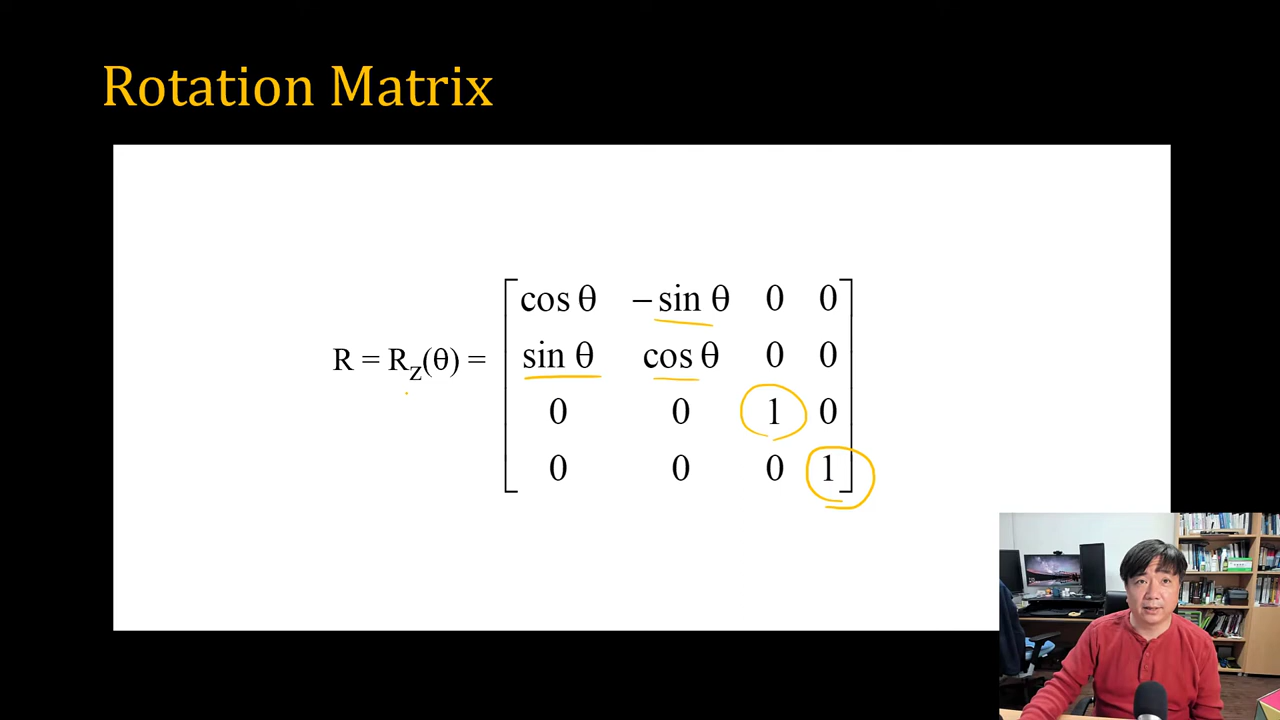 Rotation Matrix
cos θ − sin θ 0 0
sin θ cos θ 0 0
R = R_z(θ) =
0 0 1 0
0 0 0 1